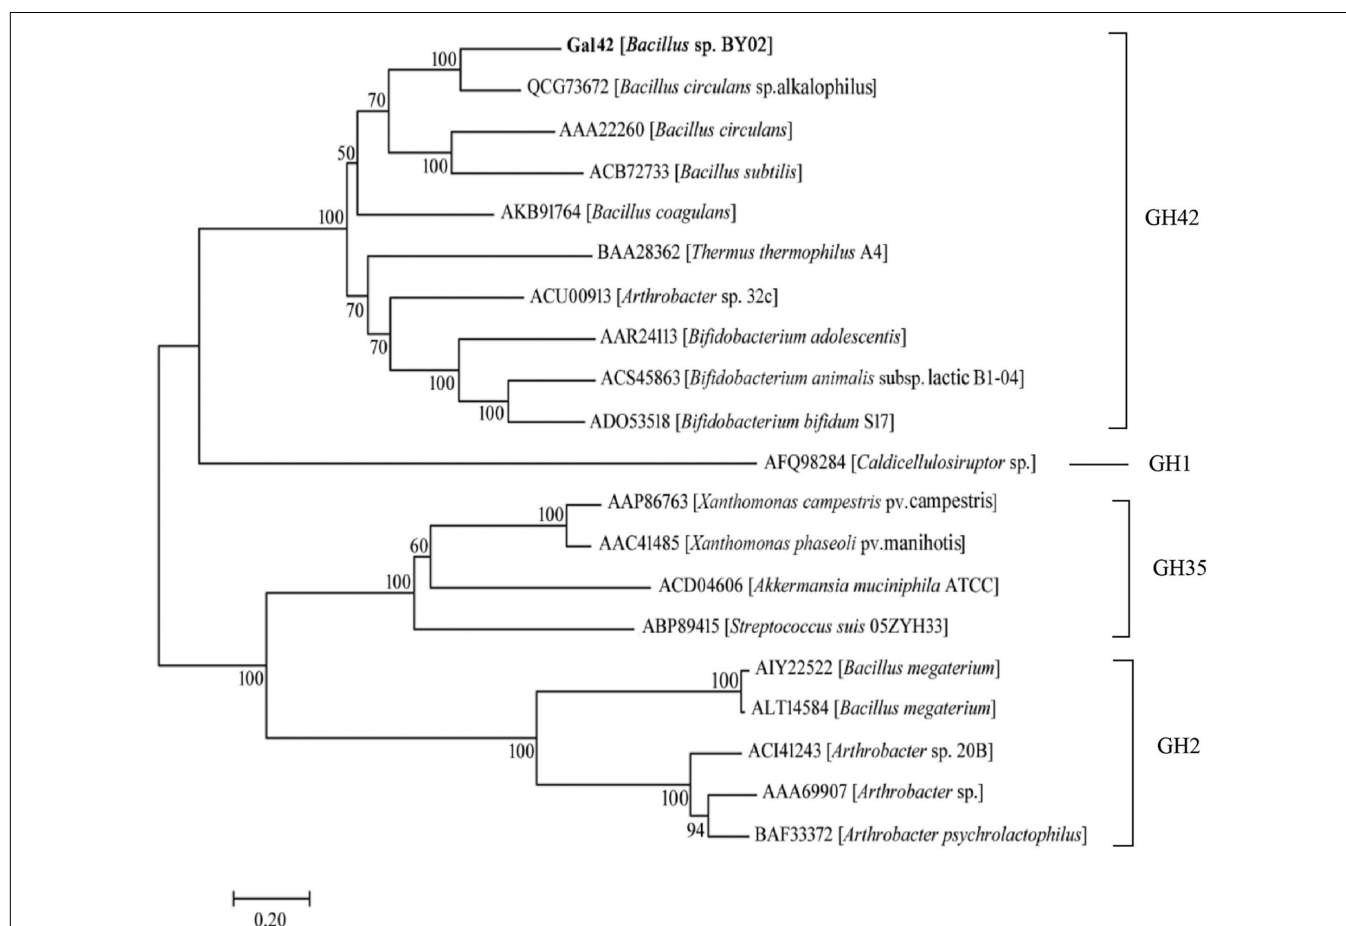 Gal42 [Bacillus sp. BY02]
100
QCG73672 [Bacillus circulans sp.alkalophilus]
70
AAA22260 [Bacillus circulans]
50
100
ACB72733 [Bacillus subtilis]
AKB91764 [Bacillus coagulans]
100
GH42
BAA28362 [Thermus thermophilus A4]
70
ACU00913 [Arthrobacter sp. 32c]
70
AAR24113 [Bifidobacterium adolescentis]
100
ACS45863 [Bifidobacterium animalis subsp. lactic B1-04]
100
ADO53518 [Bifidobacterium bifidum S17]
AFQ98284 [Caldicellulosiruptor sp.]
GH1
AAP86763 [Xanthomonas campestris pv.campestris]
100
AAC41485 [Xanthomonas phaseoli pv.manihotis]
60
GH35
100
ACD04606 [Akkermansia muciniphila ATCC]
ABP89415 [Streptococcus suis 05ZYH33]
100
AIY22522 [Bacillus megaterium]
100
ALT14584 [Bacillus megaterium]
100
ACI41243 [Arthrobacter sp. 20B]
GH2
100
AAA69907 [Arthrobacter sp.]
94
BAF33372 [Arthrobacter psychrolactophilus]
0.20